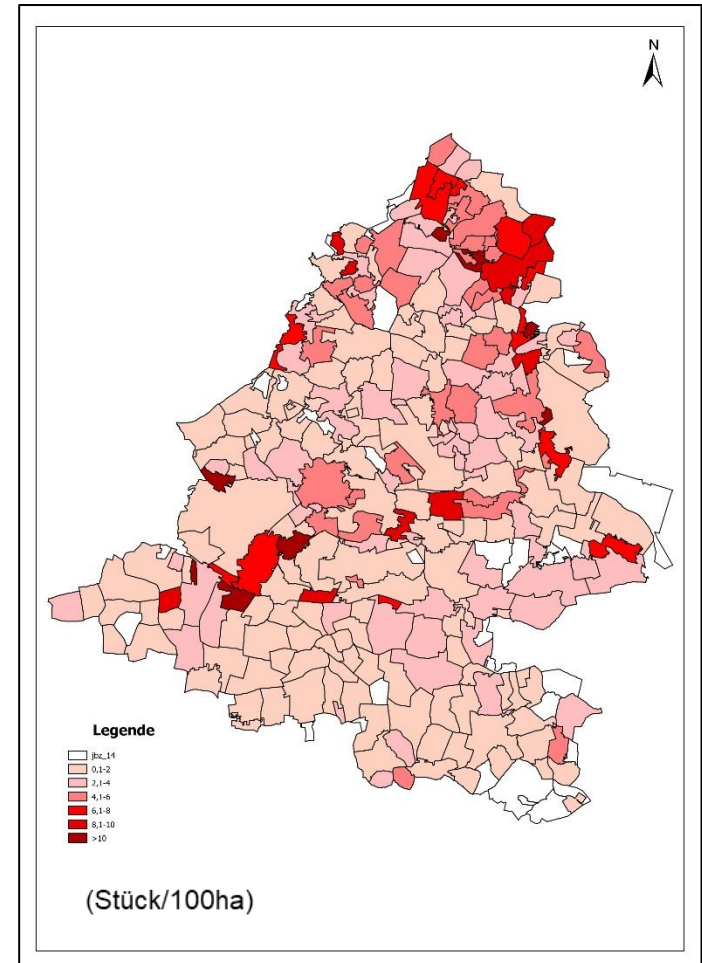 N
Legende
jbz_14
0,1-2
2,1-4
4,1-6
6,1-8
8,1-10
>10
(Stück/100ha)